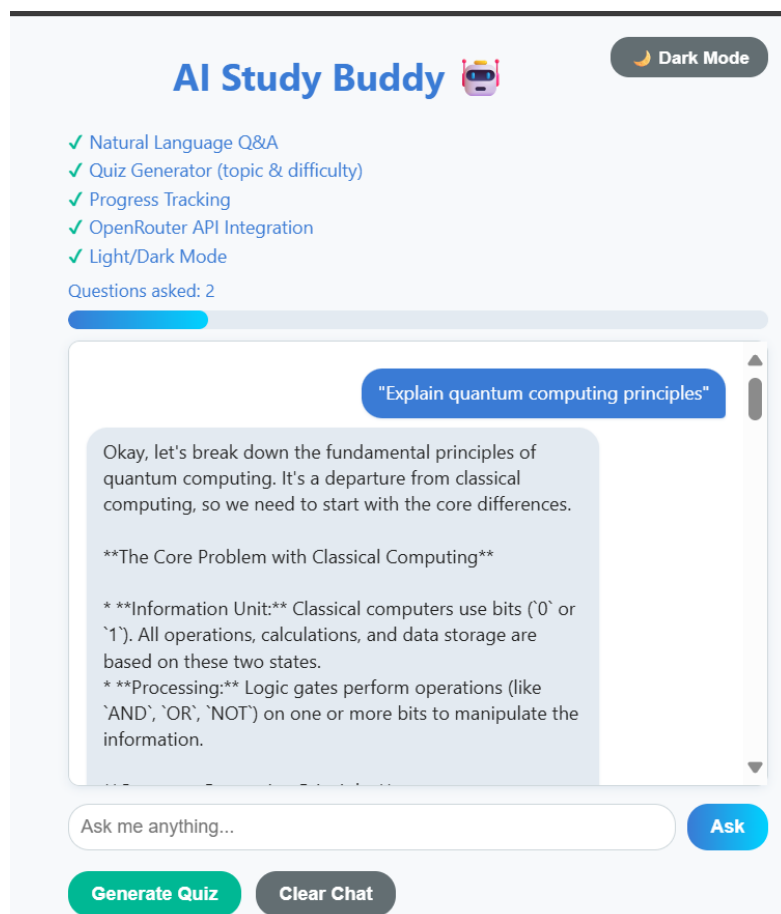 AI Study Buddy 🤖
🌙 Dark Mode
✓ Natural Language Q&A
✓ Quiz Generator (topic & difficulty)
✓ Progress Tracking
✓ OpenRouter API Integration
✓ Light/Dark Mode
Questions asked: 2
"Explain quantum computing principles"
Okay, let's break down the fundamental principles of
quantum computing. It's a departure from classical
computing, so we need to start with the core differences.
**The Core Problem with Classical Computing**
* **Information Unit:** Classical computers use bits (`0` or
`1`). All operations, calculations, and data storage are
based on these two states.
* **Processing:** Logic gates perform operations (like
`AND`, `OR`, `NOT`) on one or more bits to manipulate the
information.
Ask me anything...
Ask
Generate Quiz
Clear Chat